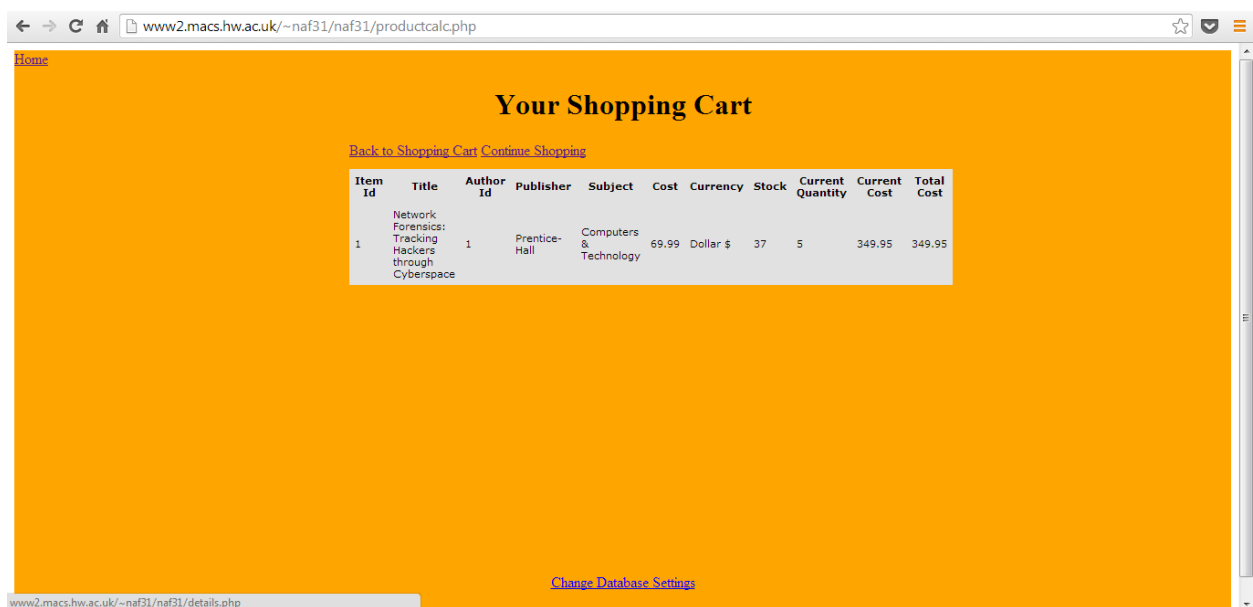 www2.macs.hw.ac.uk/~naf31/naf31/productcalc.php
Home
Your Shopping Cart
Back to Shopping Cart Continue Shopping
Item Id Title Author Id Publisher Subject Cost Currency Stock Current Quantity Current Cost Total Cost
1 Network Forensics: Tracking Hackers through Cyberspace 1 Prentice-Hall Computers & Technology 69.99 Dollar $ 37 5 349.95 349.95
Change Database Settings
www2.macs.hw.ac.uk/~naf31/naf31/details.php